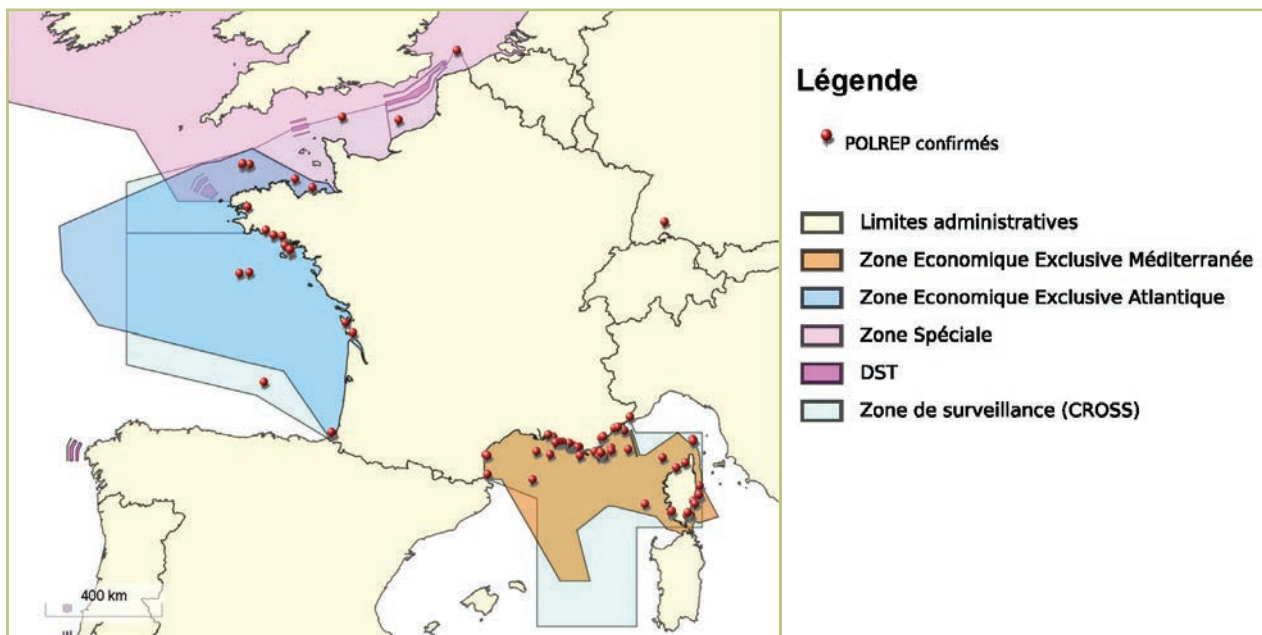 Légende
POLREP confirmés
Limites administratives
Zone Economique Exclusive Méditerranée
Zone Economique Exclusive Atlantique
Zone Spéciale
DST
Zone de surveillance (CROSS)
400 km